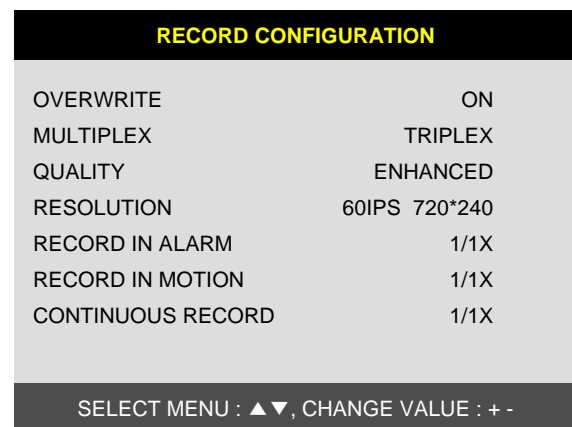 RECORD CONFIGURATION
OVERWRITE ON
MULTIPLEX TRIPLEX
QUALITY ENHANCED
RESOLUTION 60IPS 720*240
RECORD IN ALARM 1/1X
RECORD IN MOTION 1/1X
CONTINUOUS RECORD 1/1X
SELECT MENU : ▲▼, CHANGE VALUE : + -